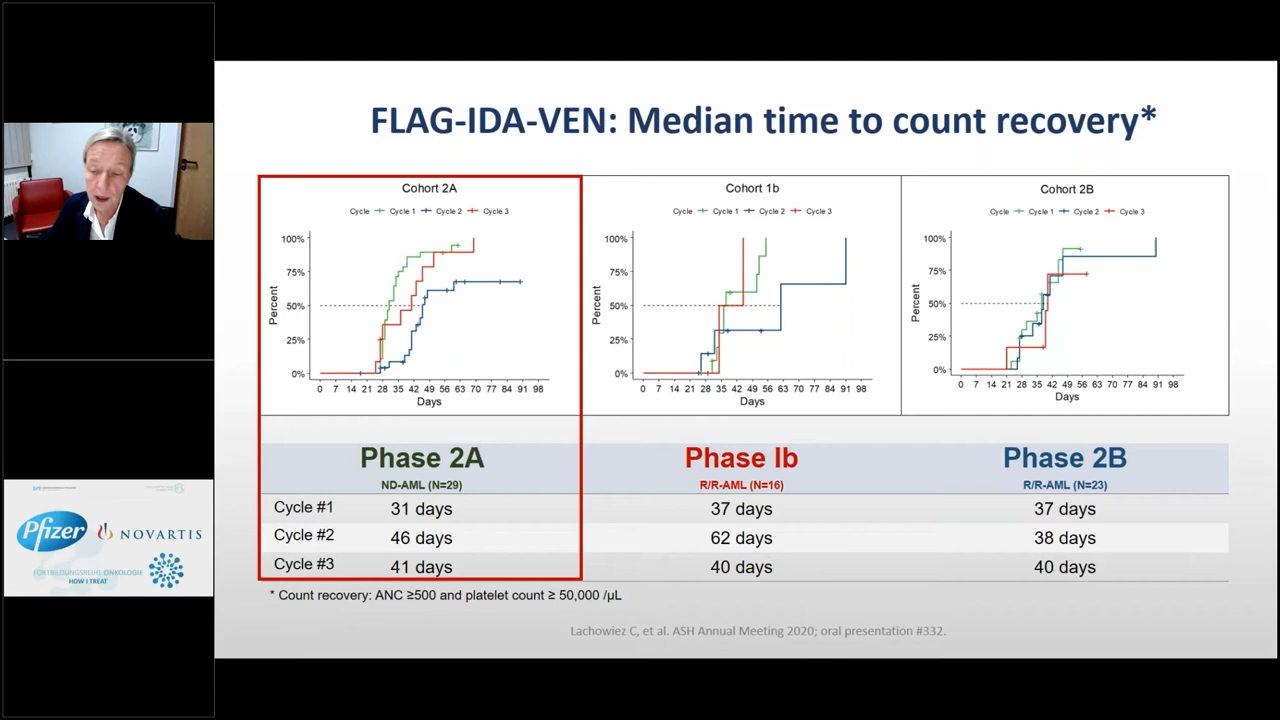 FLAG-IDA-VEN: Median time to count recovery*
Cohort 2A
Cycle Cycle 1 Cycle 2 Cycle 3
100%
75%
50%
25%
0%
Percent
0 7 14 21 28 35 42 49 56 63 70 77 84 91 98
Days
Cohort 1b
Cycle Cycle 1 Cycle 2 Cycle 3
100%
75%
50%
25%
0%
Percent
0 7 14 21 28 35 42 49 56 63 70 77 84 91 98
Days
Cohort 2B
Cycle Cycle 1 Cycle 2 Cycle 3
100%
75%
50%
25%
0%
Percent
0 7 14 21 28 35 42 49 56 63 70 77 84 91 98
Days
Phase 2A Phase Ib Phase 2B
ND-AML (N=29) R/R-AML (N=16) R/R-AML (N=23)
Cycle #1 31 days 37 days 37 days
Cycle #2 46 days 62 days 38 days
Cycle #3 41 days 40 days 40 days
* Count recovery: ANC ≥500 and platelet count ≥ 50,000 /µL
Lachowiez C, et al. ASH Annual Meeting 2020; oral presentation #332.
Pfizer NOVARTIS
FORTBILDUNGSREIHE ONKOLOGIE
HOW I TREAT